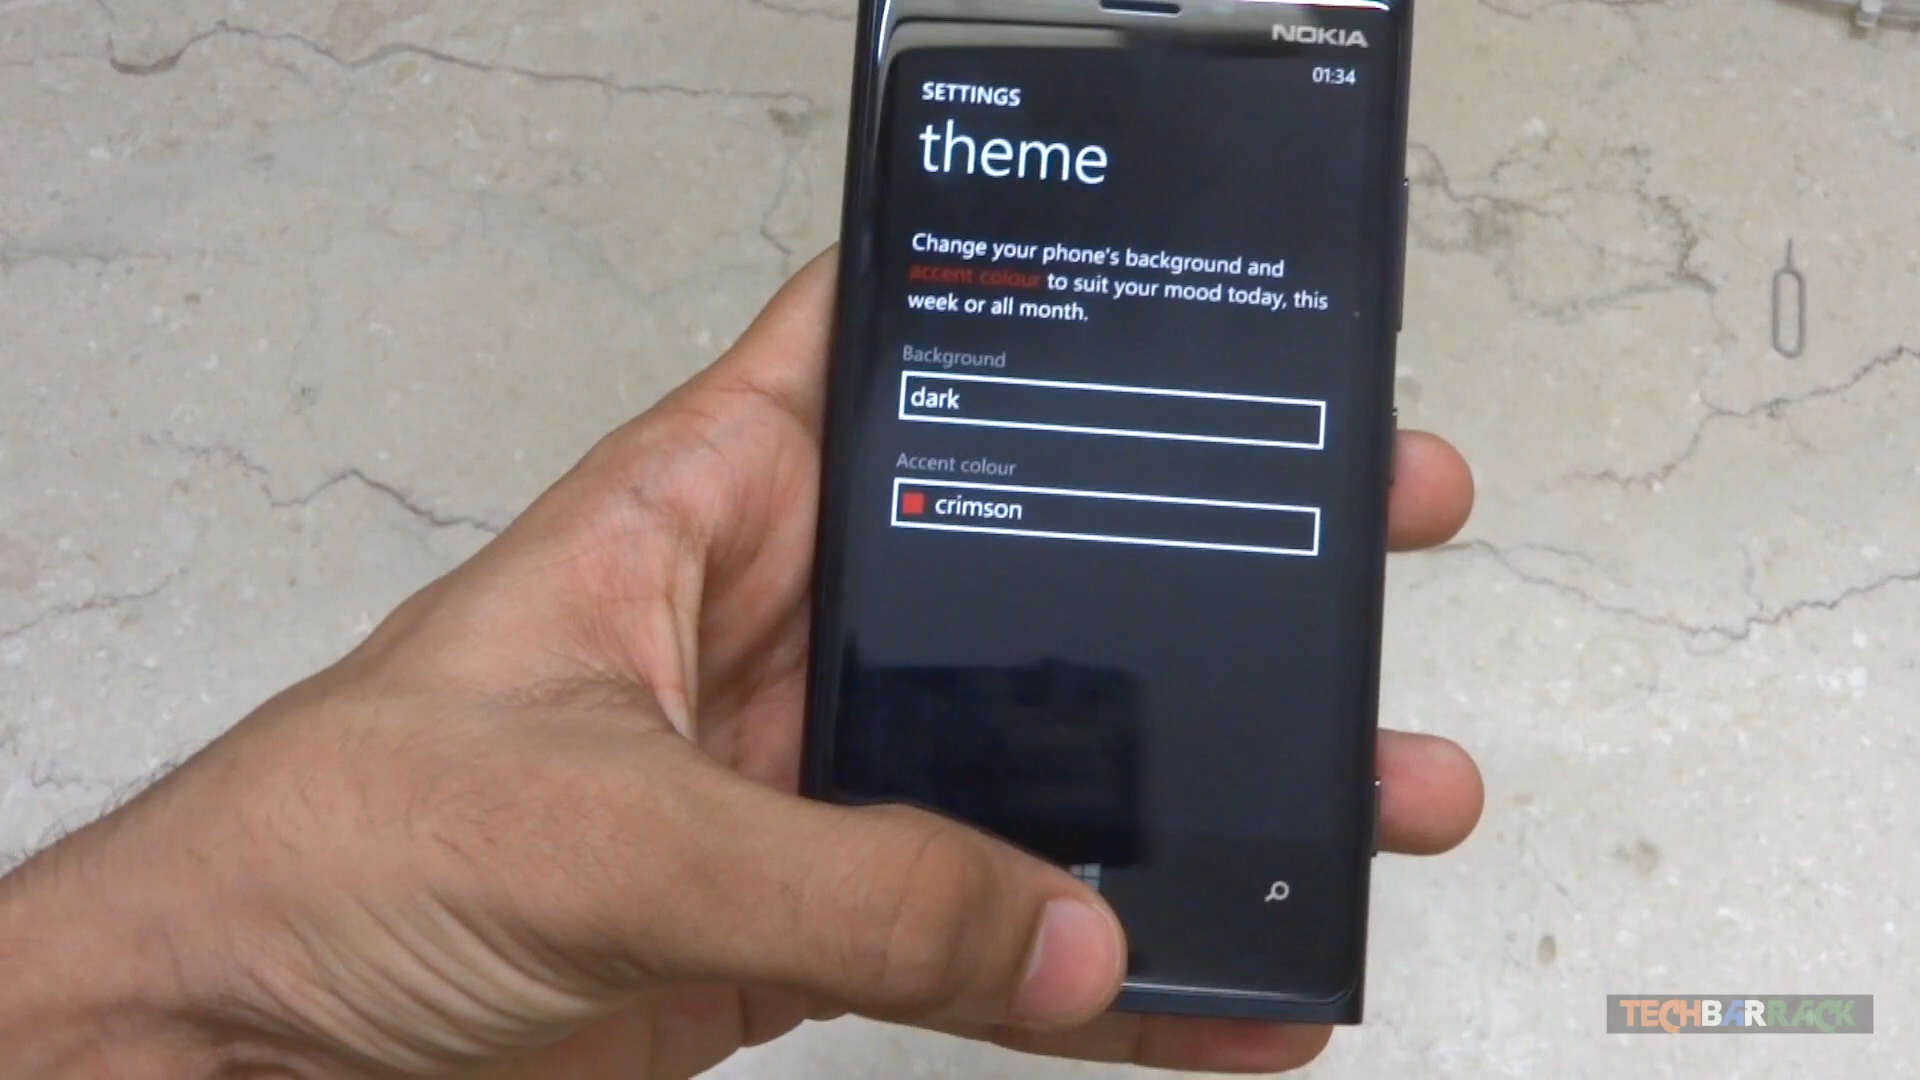 NOKIA
01:34
SETTINGS
theme
Change your phone's background and
accent colour to suit your mood today, this
week or all month.
Background
dark
Accent colour
crimson
TECHBARRACK